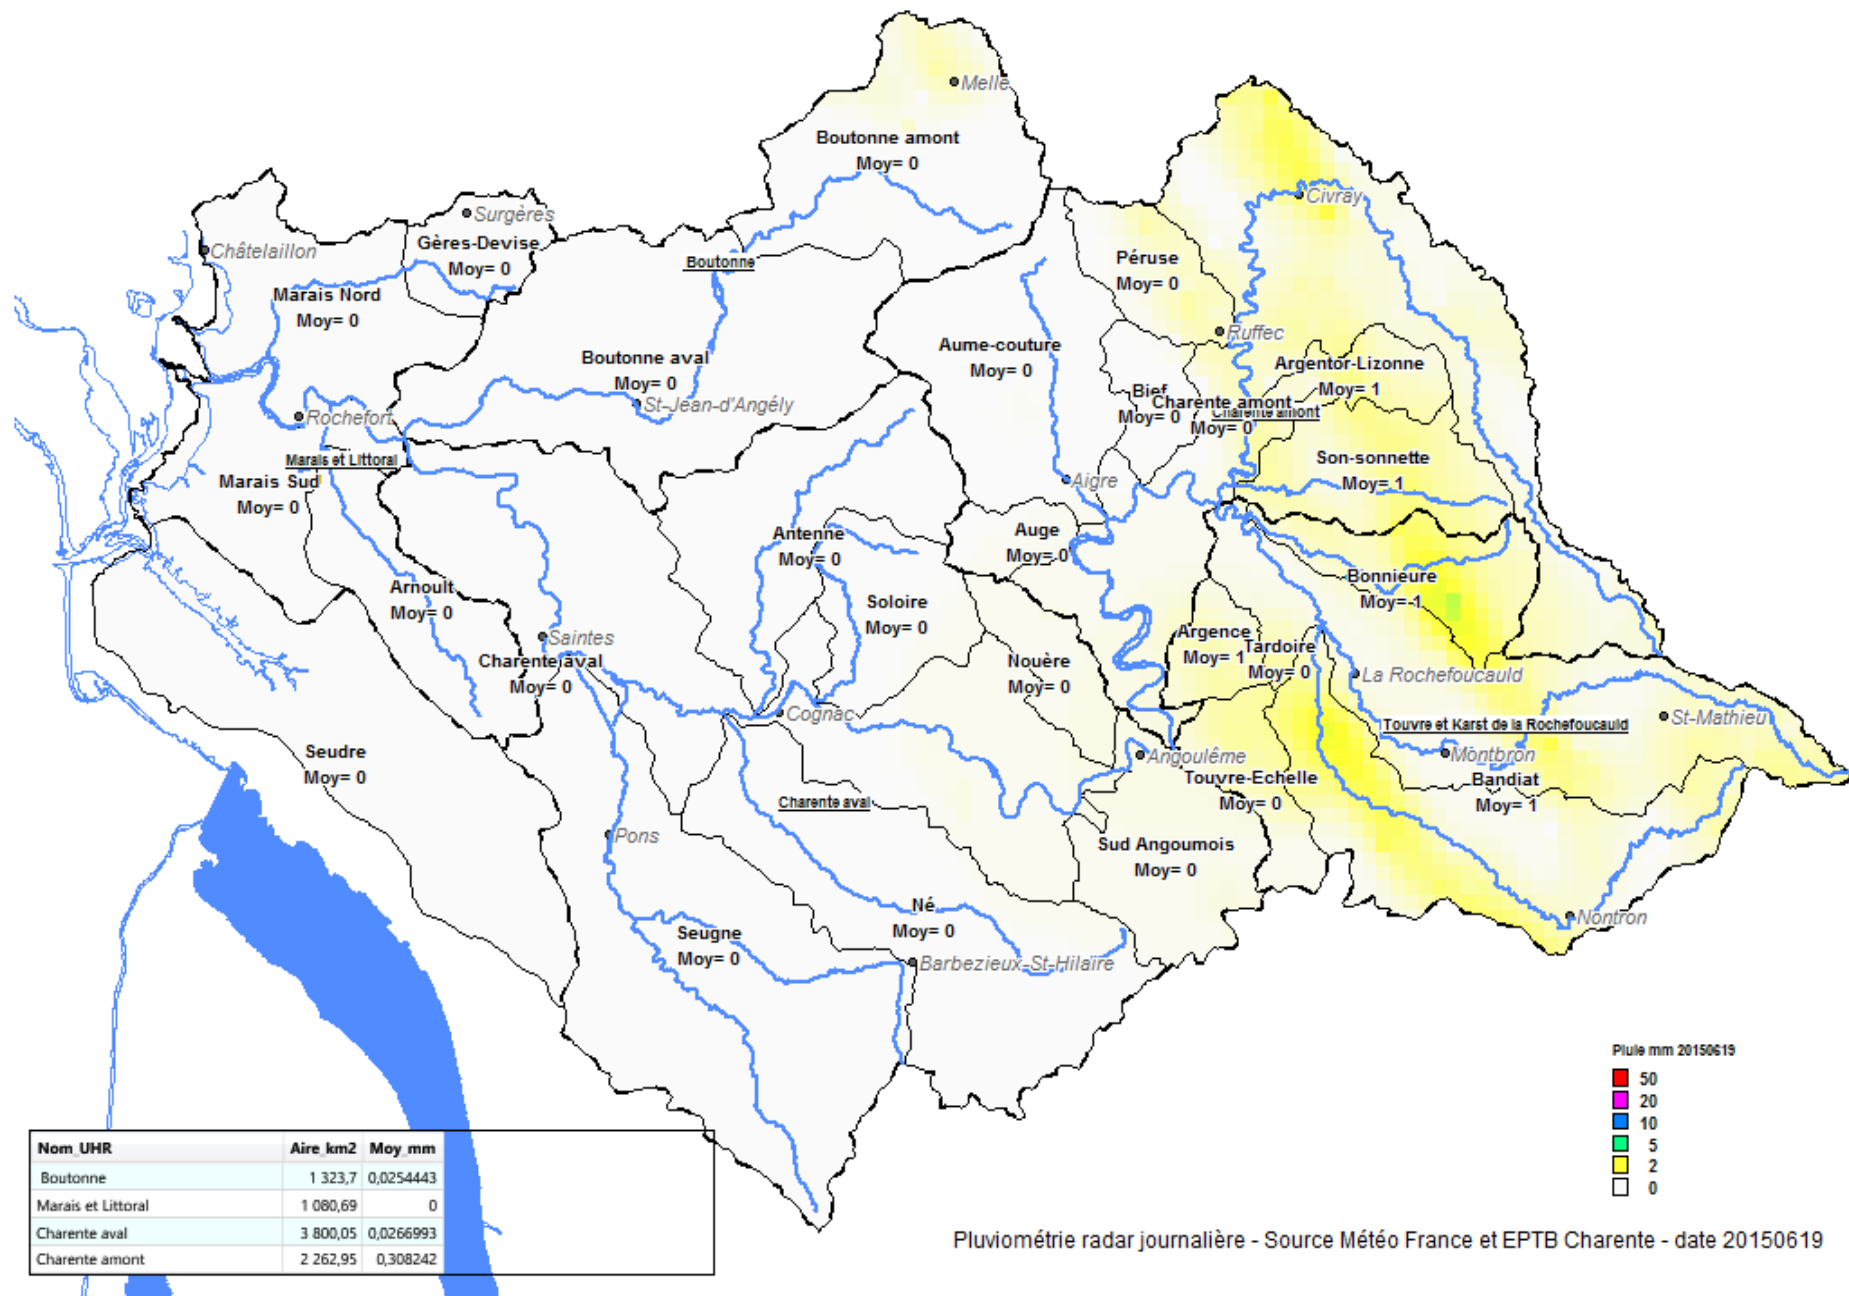 Melle
Boutonne amont
Moy= 0
Civray
Surgères
Châtelaillon
Gères-Devise
Moy= 0
Boutonne
Péruse
Moy= 0
Marais Nord
Moy= 0
Ruffec
Aume-couture
Moy= 0
Boutonne aval
Moy= 0
Argentor-Lizonne
Moy= 1
Bief
Moy= 0
Charente amont
Charente amont
Moy= 0
St-Jean-d'Angély
Rochefort
Marais et Littoral
Marais Sud
Moy= 0
Son-sonnette
Moy= 1
Aigre
Antenne
Moy= 0
Auge
Moy= 0
Bonnieure
Moy= 1
Arnoult
Moy= 0
Soloire
Moy= 0
Saintes
Argence
Moy= 1
Tardoire
Moy= 0
Charente aval
Moy= 0
Nouère
Moy= 0
La Rochefoucauld
Cognac
Touvre et Karst de la Rochefoucauld
St-Mathieu
Seudre
Moy= 0
Angoulême
Montbron
Touvre-Echelle
Moy= 0
Bandiat
Moy= 1
Charente aval
Pons
Sud Angoumois
Moy= 0
Né
Moy= 0
Nontron
Seugne
Moy= 0
Barbezieux-St-Hilaire
Pluie mm 20150619
50
20
10
5
2
0
Nom_UHR Aire_km2 Moy_mm
Boutonne 1 323,7 0,0254443
Marais et Littoral 1 080,69 0
Charente aval 3 800,05 0,0266993
Charente amont 2 262,95 0,308242
Pluviométrie radar journalière - Source Météo France et EPTB Charente - date 20150619